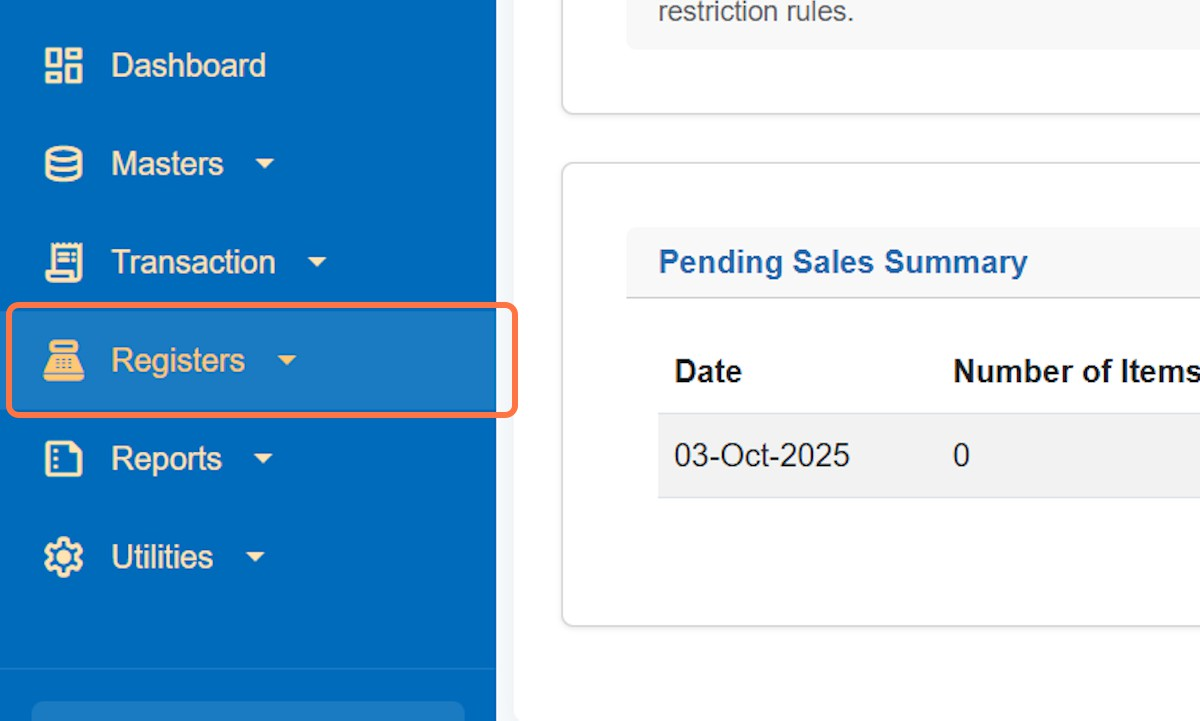 Dashboard
Masters
Transaction
Registers
Reports
Utilities
restriction rules.
Pending Sales Summary
Date Number of Items
03-Oct-2025 0